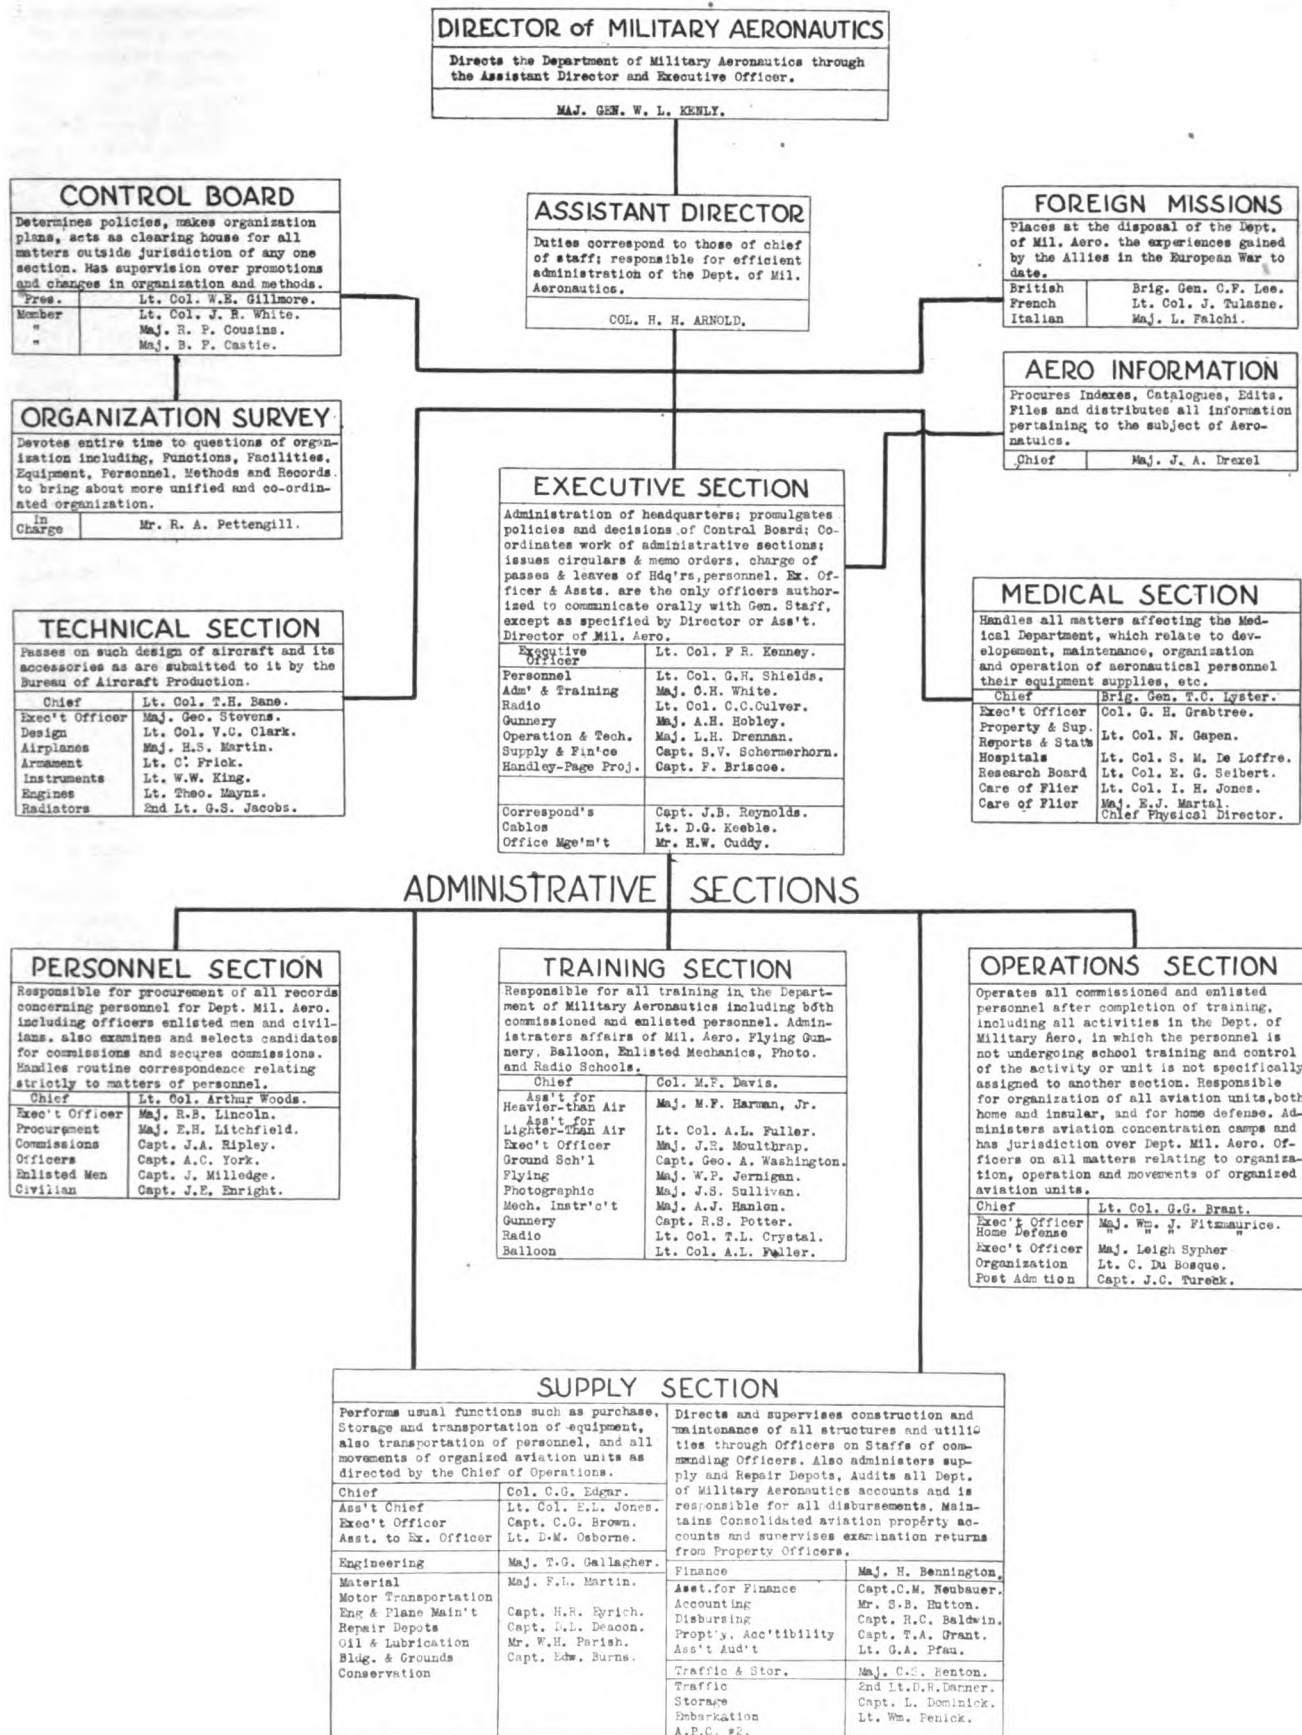 DIRECTOR of MILITARY AERONAUTICS
Directs the Department of Military Aeronautics through
the Assistant Director and Executive Officer.
MAJ. GEN. W. L. KENLY.
CONTROL BOARD
Determines policies, makes organization
plans, acts as clearing house for all
matters outside jurisdiction of any one
section. Has supervision over promotions
and changes in organization and methods.
Pres. Lt. Col. W.E. Gillmore.
Member Lt. Col. J. R. White.
" Maj. R. P. Cousins.
" Maj. B. F. Castle.
ASSISTANT DIRECTOR
Duties correspond to those of chief
of staff; responsible for efficient
administration of the Dept. of Mil.
Aeronautics.
COL. H. H. ARNOLD.
FOREIGN MISSIONS
Places at the disposal of the Dept.
of Mil. Aero. the experiences gained
by the Allies in the European War to
date.
British Brig. Gen. C.F. Lee.
French Lt. Col. J. Tulasne.
Italian Maj. L. Falchi.
ORGANIZATION SURVEY
Devotes entire time to questions of organ-
ization including, Functions, Facilities,
Equipment, Personnel, Methods and Records.
to bring about more unified and co-ordin-
ated organization.
In Charge Mr. R. A. Pettengill.
AERO INFORMATION
Procures Indexes, Catalogues, Edits.
Files and distributes all information
pertaining to the subject of Aero-
natuics.
Chief Maj. J. A. Drexel
EXECUTIVE SECTION
Administration of headquarters; promulgates
policies and decisions of Control Board; Co-
ordinates work of administrative sections;
issues circulars & memo orders, charge of
passes & leaves of Hdq'rs,personnel. Ex. Of-
ficer & Assts. are the only officers author-
ized to communicate orally with Gen. Staff,
except as specified by Director or Ass't.
Director of Mil. Aero.
Executive Officer Lt. Col. F R. Kenney.
Personnel Lt. Col. G.H. Shields.
Adm' & Training Maj. C.H. White.
Radio Lt. Col. C.C.Culver.
Gunnery Maj. A.H. Hobley.
Operation & Tech. Maj. L.H. Drennan.
Supply & Fin'ce Capt. S.V. Schermerhorn.
Handley-Page Proj. Capt. F. Briscoe.
Correspond's Capt. J.B. Reynolds.
Cables Lt. D.G. Keeble.
Office Mge'm't Mr. H.W. Cuddy.
TECHNICAL SECTION
Passes on such design of aircraft and its
accessories as are submitted to it by the
Bureau of Aircraft Production.
Chief Lt. Col. T.H. Bane.
Exec't Officer Maj. Geo. Stevens.
Design Lt. Col. V.C. Clark.
Airplanes Maj. H.S. Martin.
Armament Lt. C. Frick.
Instruments Lt. W.W. King.
Engines Lt. Theo. Mayns.
Radiators 2nd Lt. G.S. Jacobs.
MEDICAL SECTION
Handles all matters affecting the Med-
ical Department, which relate to dev-
elopement, maintenance, organization
and operation of aeronautical personnel
their equipment supplies, etc.
Chief Brig. Gen. T.C. Lyster.
Exec't Officer Col. G. H. Grabtree.
Property & Sup.
Reports & Stat's Lt. Col. N. Gapen.
Hospitals Lt. Col. S. M. De Loffre.
Research Board Lt. Col. E. G. Seibert.
Care of Flier Lt. Col. I. H. Jones.
Care of Flier Maj. E.J. Martal.
Chief Physical Director.
ADMINISTRATIVE SECTIONS
PERSONNEL SECTION
Responsible for procurement of all records
concerning personnel for Dept. Mil. Aero.
including officers enlisted men and civil-
ians. also examines and selects candidates
for commissions and secures commissions.
Handles routine correspondence relating
strictly to matters of personnel.
Chief Lt. Col. Arthur Woods.
Exec't Officer Maj. R.B. Lincoln.
Procurement Maj. E.H. Litchfield.
Commissions Capt. J.A. Ripley.
Officers Capt. A.C. York.
Enlisted Men Capt. J. Milledge.
Civilian Capt. J.E. Enright.
TRAINING SECTION
Responsible for all training in the Depart-
ment of Military Aeronautics including both
commissioned and enlisted personnel. Admin-
istraters affairs of Mil. Aero. Flying Gun-
nery, Balloon, Enlisted Mechanics, Photo.
and Radio Schools.
Chief Col. M.F. Davis.
Ass't for
Heavier-than Air Maj. M.F. Harman, Jr.
Ass't for
Lighter-Than Air Lt. Col. A.L. Fuller.
Exec't Officer Maj. J.R. Moulthrap.
Ground Sch'l Capt. Geo. A. Washington.
Flying Maj. W.P. Jernigan.
Photographic Maj. J.S. Sullivan.
Mech. Instr'c't Maj. A.J. Hanlon.
Gunnery Capt. R.S. Potter.
Radio Lt. Col. T.L. Crystal.
Balloon Lt. Col. A.L. Fuller.
OPERATIONS SECTION
Operates all commissioned and enlisted
personnel after completion of training,
including all activities in the Dept. of
Military Aero, in which the personnel is
not undergoing school training and control
of the activity or unit is not specifically
assigned to another section. Responsible
for organization of all aviation units,both
home and insular, and for home defense. Ad-
ministers aviation concentration camps and
has jurisdiction over Dept. Mil. Aero. Of-
ficers on all matters relating to organiza-
tion, operation and movements of organized
aviation units.
Chief Lt. Col. G.G. Brant.
Exec't Officer Maj. Wm. J. Fitzmaurice.
Home Defense " " " "
Exec't Officer Maj. Leigh Sypher
Organization Lt. C. Du Bosque.
Post Adm tion Capt. J.C. Tureck.
SUPPLY SECTION
Performs usual functions such as purchase,
Storage and transportation of equipment,
also transportation of personnel, and all
movements of organized aviation units as
directed by the Chief of Operations.
Chief Col. C.G. Edgar.
Ass't Chief Lt. Col. E.L. Jones.
Exec't Officer Capt. C.G. Brown.
Asst. to Ex. Officer Lt. D.M. Osborne.
Engineering Maj. T.G. Gallagher.
Material Maj. F.L. Martin.
Motor Transportation
Eng & Plane Main't Capt. H.R. Eyrich.
Repair Depots Capt. D.L. Deacon.
Oil & Lubrication Mr. W.H. Parish.
Bldg. & Grounds Capt. Edw. Burns.
Conservation
Directs and supervises construction and
maintenance of all structures and utili
ties through Officers on Staffs of com-
manding Officers. Also administers sup-
ply and Repair Depots, Audits all Dept.
of Military Aeronautics accounts and is
responsible for all disbursements. Main-
tains Consolidated aviation property ac-
counts and supervises examination returns
from Property Officers.
Finance Maj. H. Bennington,
Asst.for Finance Capt.C.M. Neubauer.
Accounting Mr. S.B. Hutton.
Disbursing Capt. R.C. Baldwin.
Propt'y, Acc'tibility Capt. T.A. Grant.
Ass't Aud't Lt. G.A. Pfau.
Traffic & Stor. Maj. C.S. Benton.
Traffic 2nd Lt.D.R.Danner.
Storage Capt. L. Dominick.
Embarkation Lt. Wm. Penick.
A.P.C. #2.